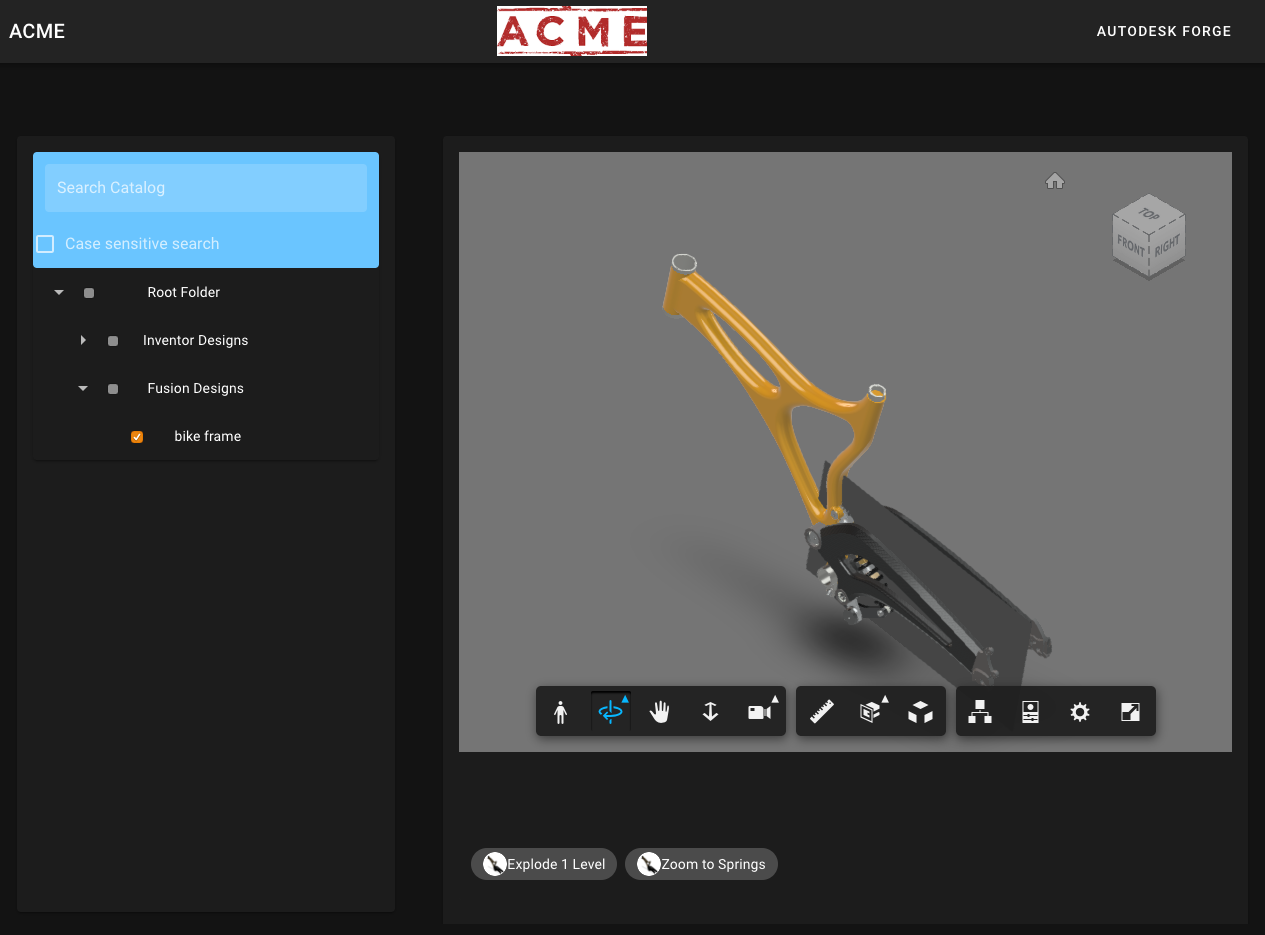 ACME
ACME
AUTODESK FORGE
Search Catalog
Case sensitive search
Root Folder
Inventor Designs
Fusion Designs
bike frame
TOP
FRONT
RIGHT
Explode 1 Level
Zoom to Springs